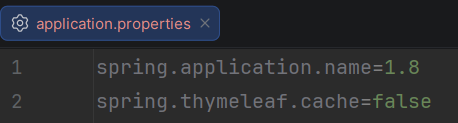 application.properties
1 spring.application.name=1.8
2 spring.thymeleaf.cache=false